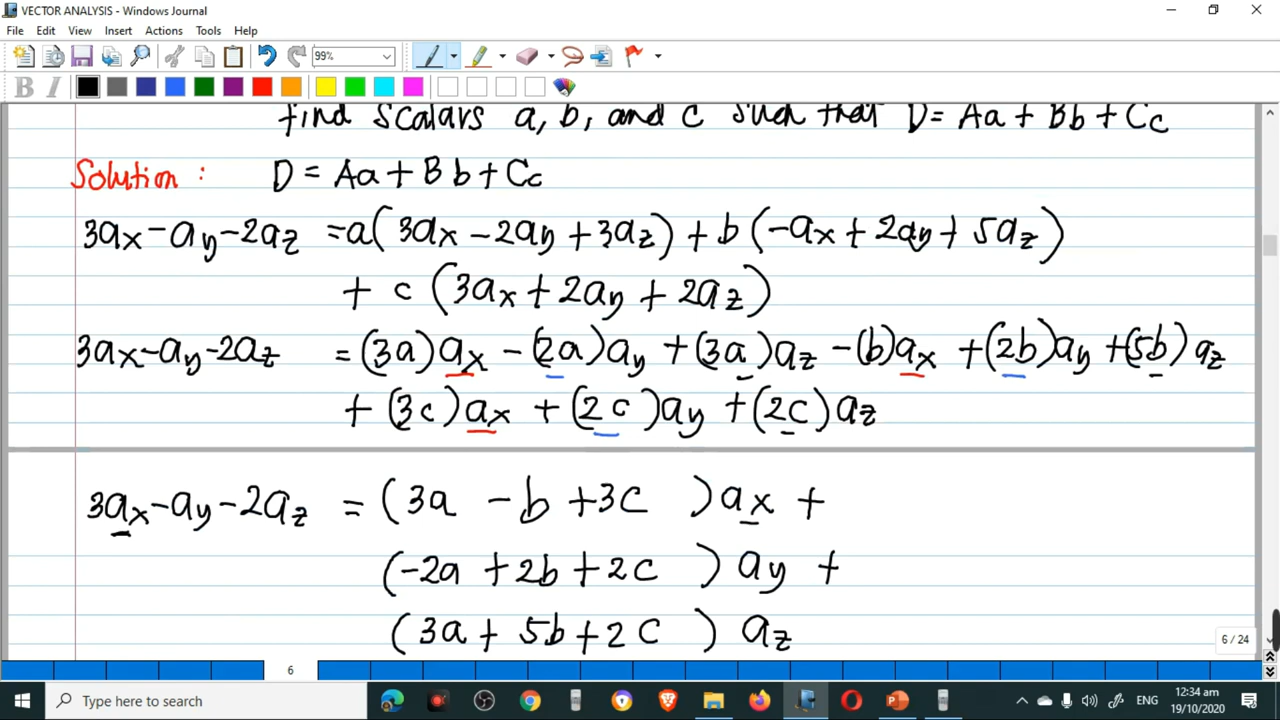 VECTOR ANALYSIS - Windows Journal
File Edit View Insert Actions Tools Help
99%
B I
find scalars a, b, and c such that D= Aa + Bb + Cc
Solution : D = Aa + Bb + Cc
3ax - ay - 2az = a(3ax - 2ay + 3az) + b(-ax + 2ay + 5az)
+ c (3ax + 2ay + 2az)
3ax-ay-2az = (3a)ax - (2a)ay + (3a)az - (b)ax + (2b)ay + (5b)az
+ (3c)ax + (2c)ay + (2c)az
3ax-ay-2az = (3a - b + 3c )ax +
(-2a + 2b + 2c ) ay +
(3a + 5b + 2c ) az
6 / 24
6
Type here to search
ENG
12:34 am
19/10/2020